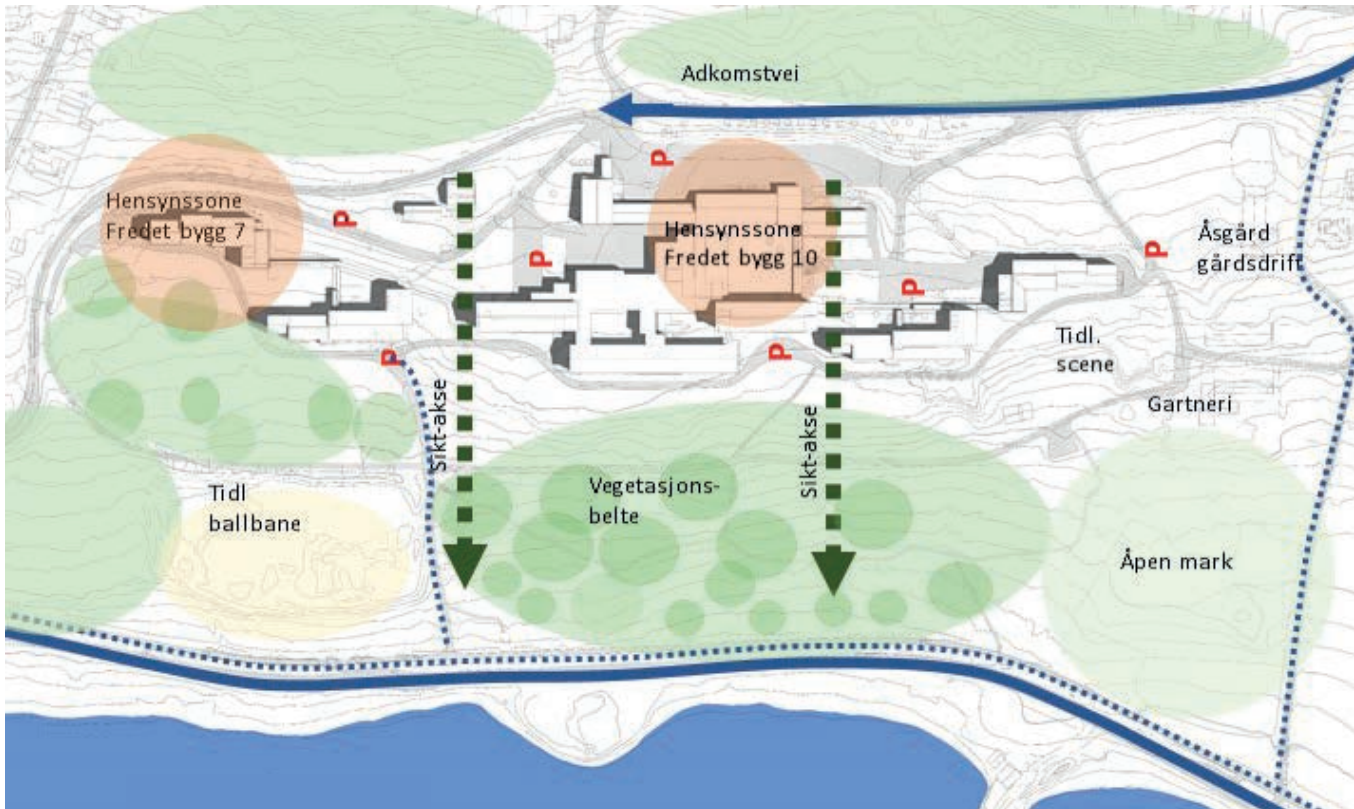 Adkomstvei
P
Hensynssone
Fredet bygg 7
P
Hensynssone
Fredet bygg 10
P
P
P
Åsgård
gårdsdrift
P
P
Tidl.
scene
Gartneri
Sikt-akse
Sikt-akse
Tidl
ballbane
Vegetasjons-
belte
Åpen mark